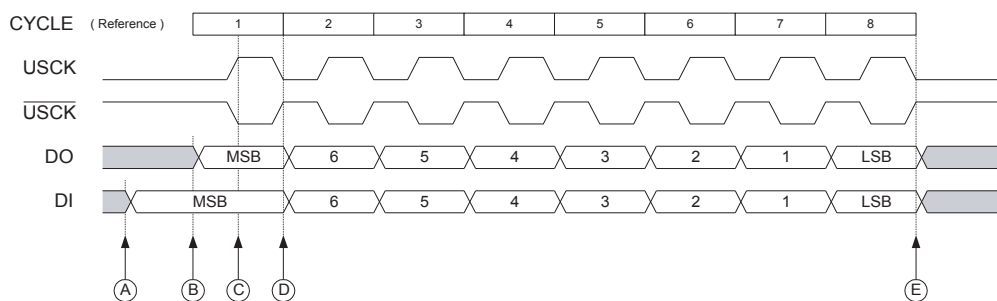 CYCLE ( Reference ) 1 2 3 4 5 6 7 8
USCK
USCK
DO MSB 6 5 4 3 2 1 LSB
DI MSB 6 5 4 3 2 1 LSB
A B C D E